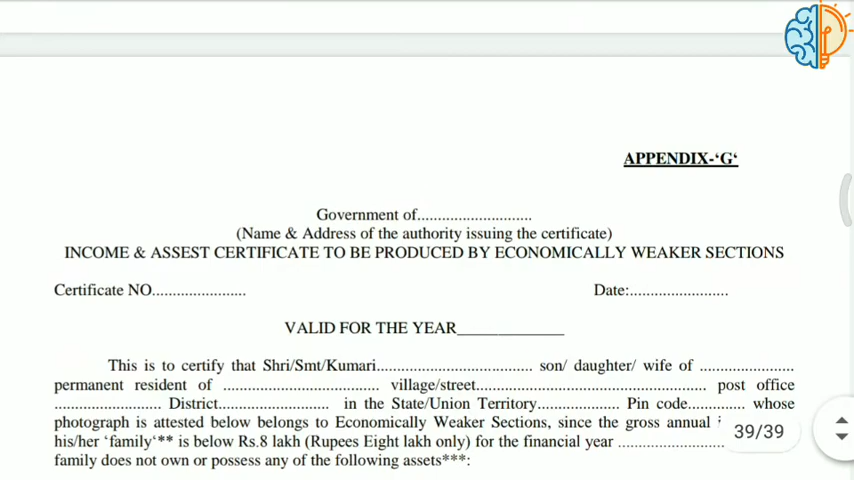 APPENDIX-‘G‘
Government of............................
(Name & Address of the authority issuing the certificate)
INCOME & ASSEST CERTIFICATE TO BE PRODUCED BY ECONOMICALLY WEAKER SECTIONS
Certificate NO....................... Date:........................
VALID FOR THE YEAR_____________
This is to certify that Shri/Smt/Kumari...................................... son/ daughter/ wife of .......................
permanent resident of ...................................... village/street........................................................ post office
.......................... District........................... in the State/Union Territory.................... Pin code.............. whose
photograph is attested below belongs to Economically Weaker Sections, since the gross annual
his/her ‘family‘** is below Rs.8 lakh (Rupees Eight lakh only) for the financial year ..........................
family does not own or possess any of the following assets***:
39/39